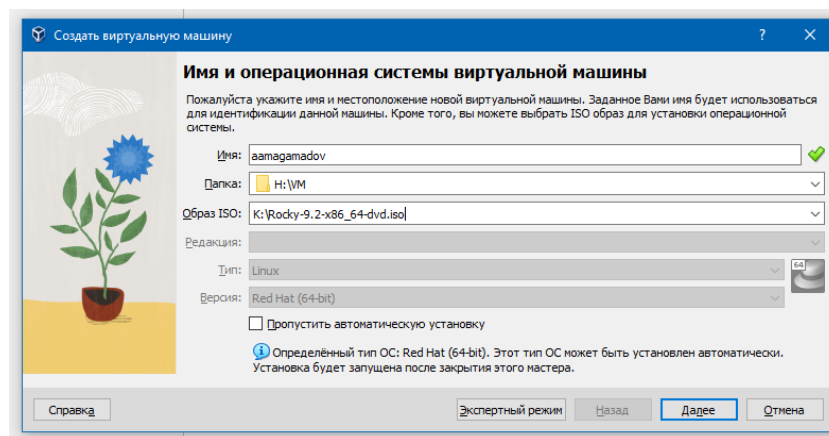 Создать виртуальную машину
Имя и операционная системы виртуальной машины
Пожалуйста укажите имя и местоположение новой виртуальной машины. Заданное Вами имя будет использоваться
для идентификации данной машины. Кроме того, вы можете выбрать ISO образ для установки операционной
системы.
Имя: aamagamadov
Папка: H:\VM
Образ ISO: K:\Rocky-9.2-x86_64-dvd.iso
Редакция:
Тип: Linux
64
Версия: Red Hat (64-bit)
Пропустить автоматическую установку
Определённый тип ОС: Red Hat (64-bit). Этот тип ОС может быть установлен автоматически.
Установка будет запущена после закрытия этого мастера.
Справка Экспертный режим Назад Далее Отмена